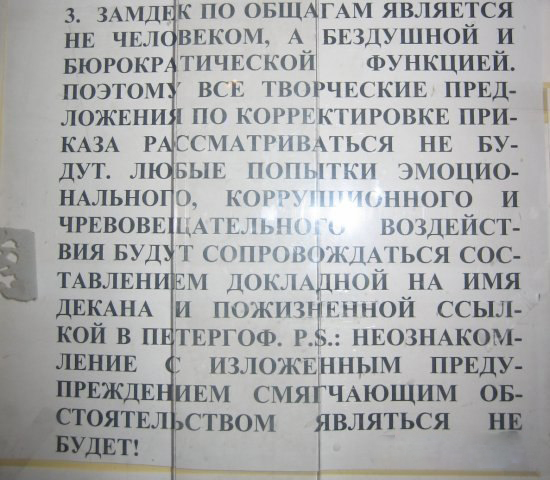 3. ЗАМДЕК ПО ОБЩАГАМ ЯВЛЯЕТСЯ
НЕ ЧЕЛОВЕКОМ, А БЕЗДУШНОЙ И
БЮРОКРАТИЧЕСКОЙ ФУНКЦИЕЙ.
ПОЭТОМУ ВСЕ ТВОРЧЕСКИЕ ПРЕД-
ЛОЖЕНИЯ ПО КОРРЕКТИРОВКЕ ПРИ-
КАЗА РАССМАТРИВАТЬСЯ НЕ БУ-
ДУТ. ЛЮБЫЕ ПОПЫТКИ ЭМОЦИО-
НАЛЬНОГО, КОРРУПЦИОННОГО И
ЧРЕВОВЕЩАТЕЛЬНОГО ВОЗДЕЙСТ-
ВИЯ БУДУТ СОПРОВОЖДАТЬСЯ СОС-
ТАВЛЕНИЕМ ДОКЛАДНОЙ НА ИМЯ
ДЕКАНА И ПОЖИЗНЕННОЙ ССЫЛ-
КОЙ В ПЕТЕРГОФ. P.S.: НЕОЗНАКОМ-
ЛЕНИЕ С ИЗЛОЖЕННЫМ ПРЕДУ-
ПРЕЖДЕНИЕМ СМЯГЧАЮЩИМ ОБ-
СТОЯТЕЛЬСТВОМ ЯВЛЯТЬСЯ НЕ
БУДЕТ!